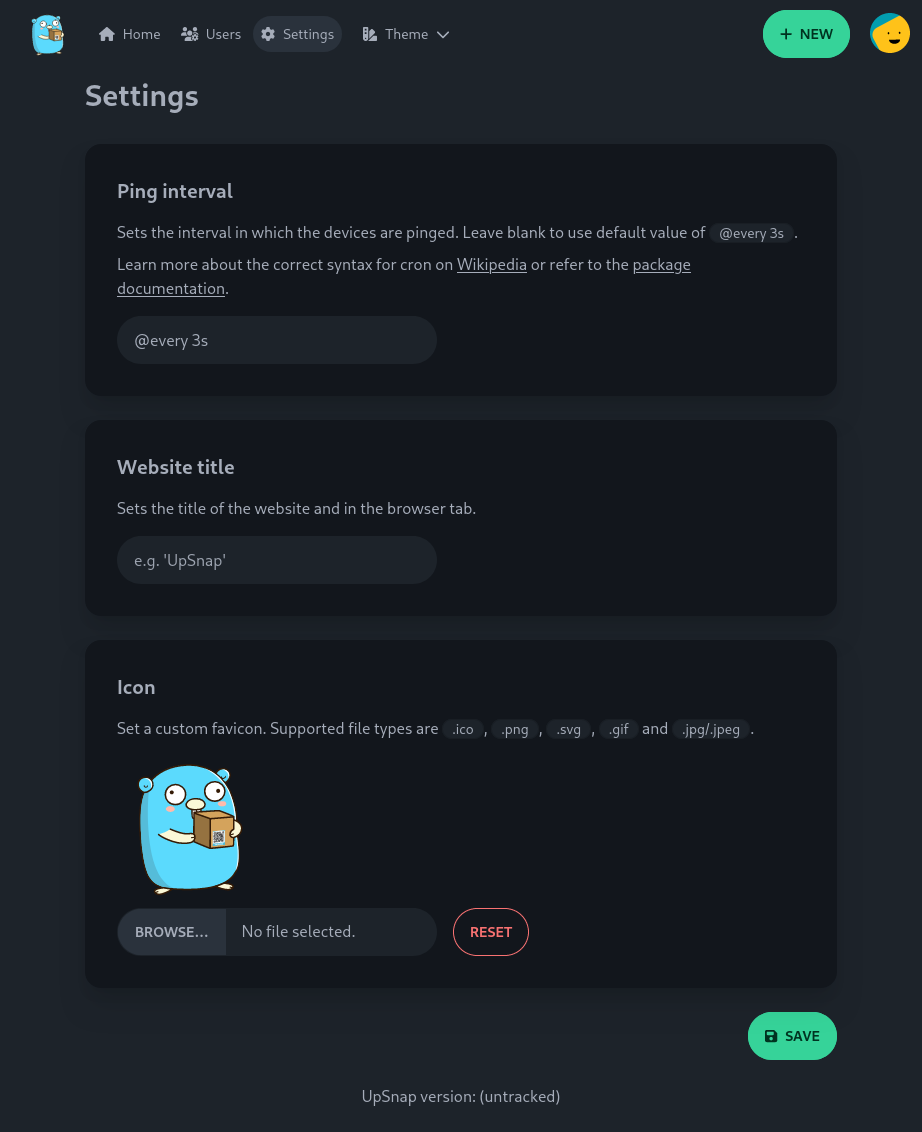 Home Users Settings Theme + NEW
Settings
Ping interval
Sets the interval in which the devices are pinged. Leave blank to use default value of @every 3s .
Learn more about the correct syntax for cron on Wikipedia or refer to the package
documentation.
@every 3s
Website title
Sets the title of the website and in the browser tab.
e.g. 'UpSnap'
Icon
Set a custom favicon. Supported file types are .ico , .png , .svg , .gif and .jpg/.jpeg .
BROWSE... No file selected. RESET
SAVE
UpSnap version: (untracked)